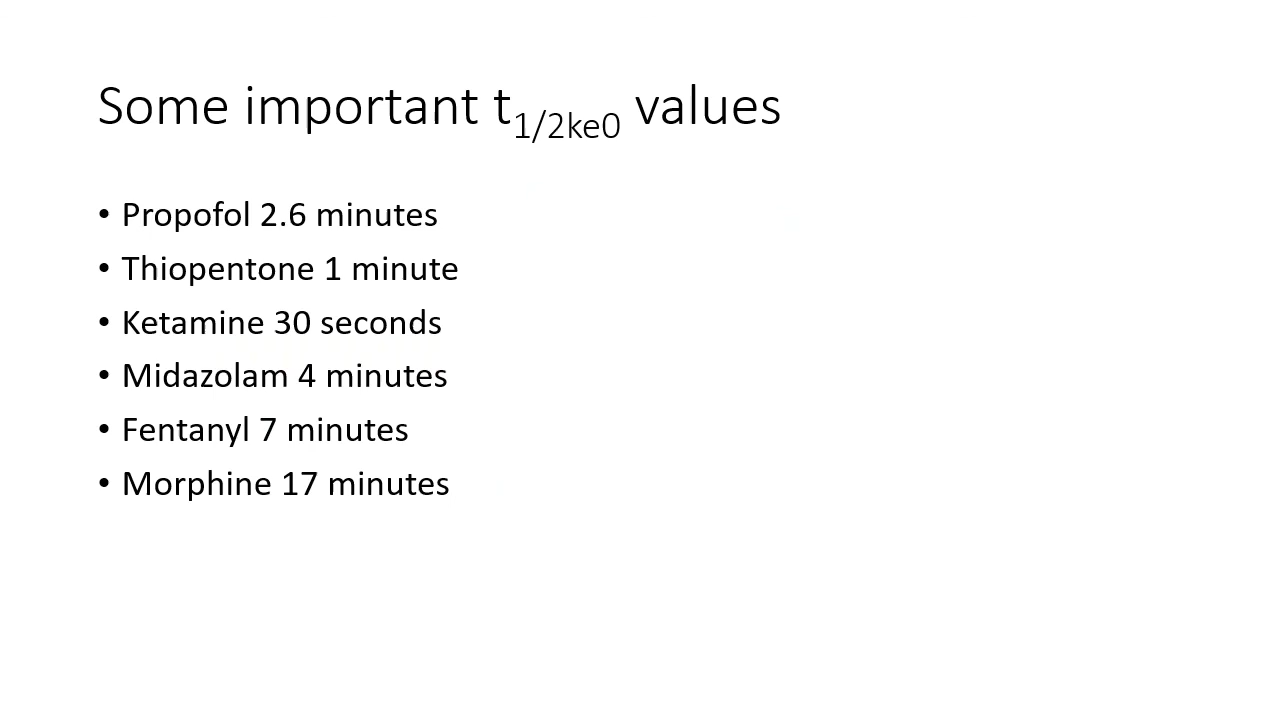 Some important t1/2ke0 values
• Propofol 2.6 minutes
• Thiopentone 1 minute
• Ketamine 30 seconds
• Midazolam 4 minutes
• Fentanyl 7 minutes
• Morphine 17 minutes